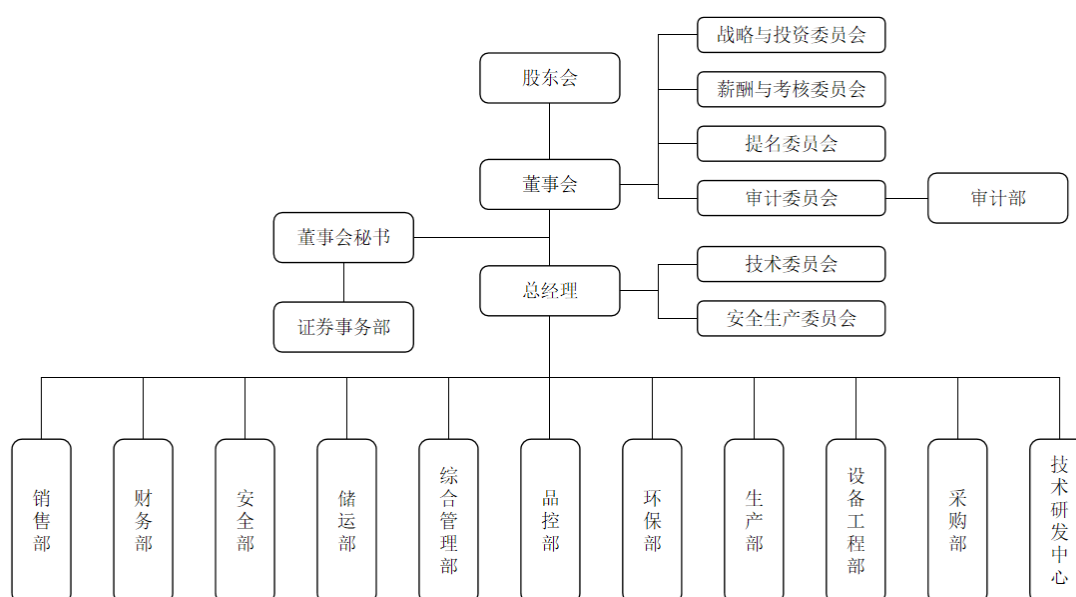 战略与投资委员会
股东会
薪酬与考核委员会
提名委员会
董事会
审计委员会
审计部
董事会秘书
技术委员会
总经理
安全生产委员会
证券事务部
销售部
财务部
安全部
储运部
综合管理部
品控部
环保部
生产部
设备工程部
采购部
技术研发中心